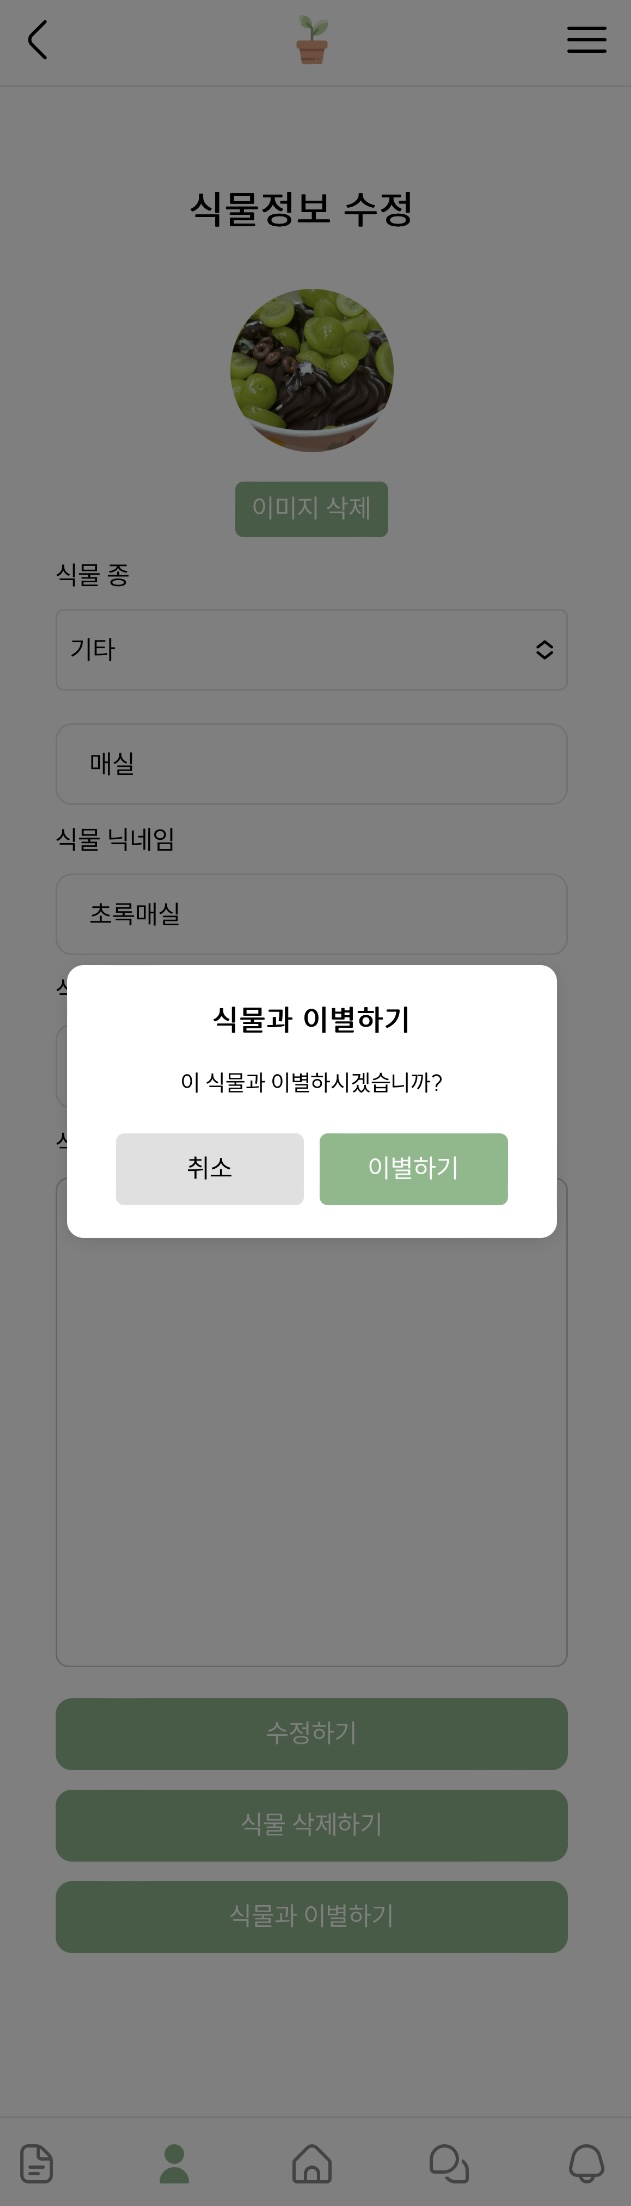 식물정보 수정
이미지 삭제
식물 종
기타
매실
식물 닉네임
초록매실
식물과 이별하기
이 식물과 이별하시겠습니까?
취소
이별하기
수정하기
식물 삭제하기
식물과 이별하기